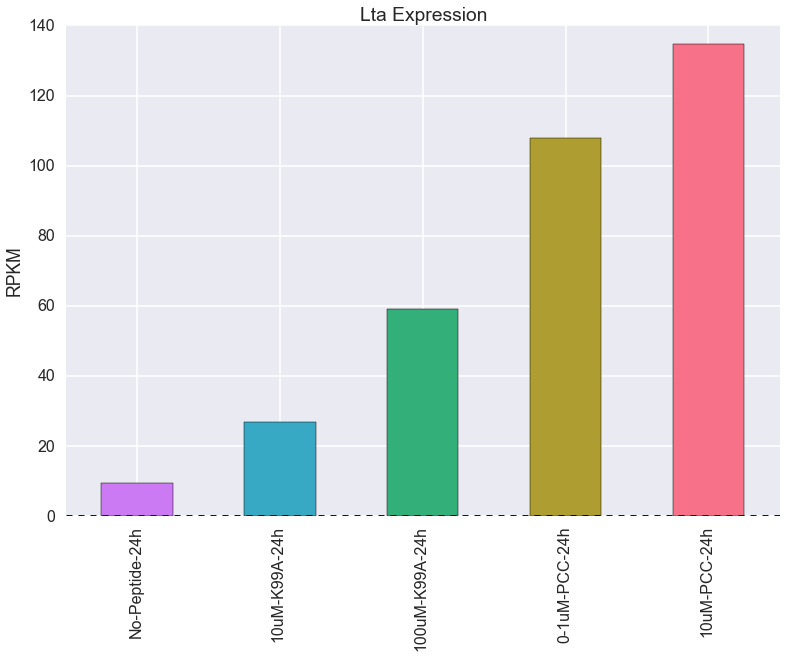 Lta Expression
140
120
100
80
60
40
20
0
RPKM
No-Peptide-24h
10uM-K99A-24h
100uM-K99A-24h
0-1uM-PCC-24h
10uM-PCC-24h